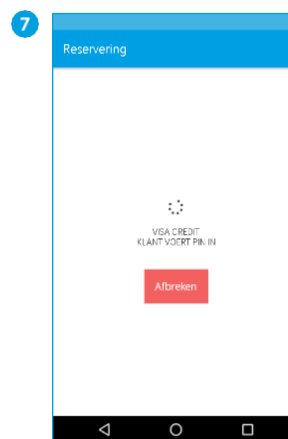 7
Reservering
VISA CREDIT
KLANT VOERT PIN IN
Afbreken